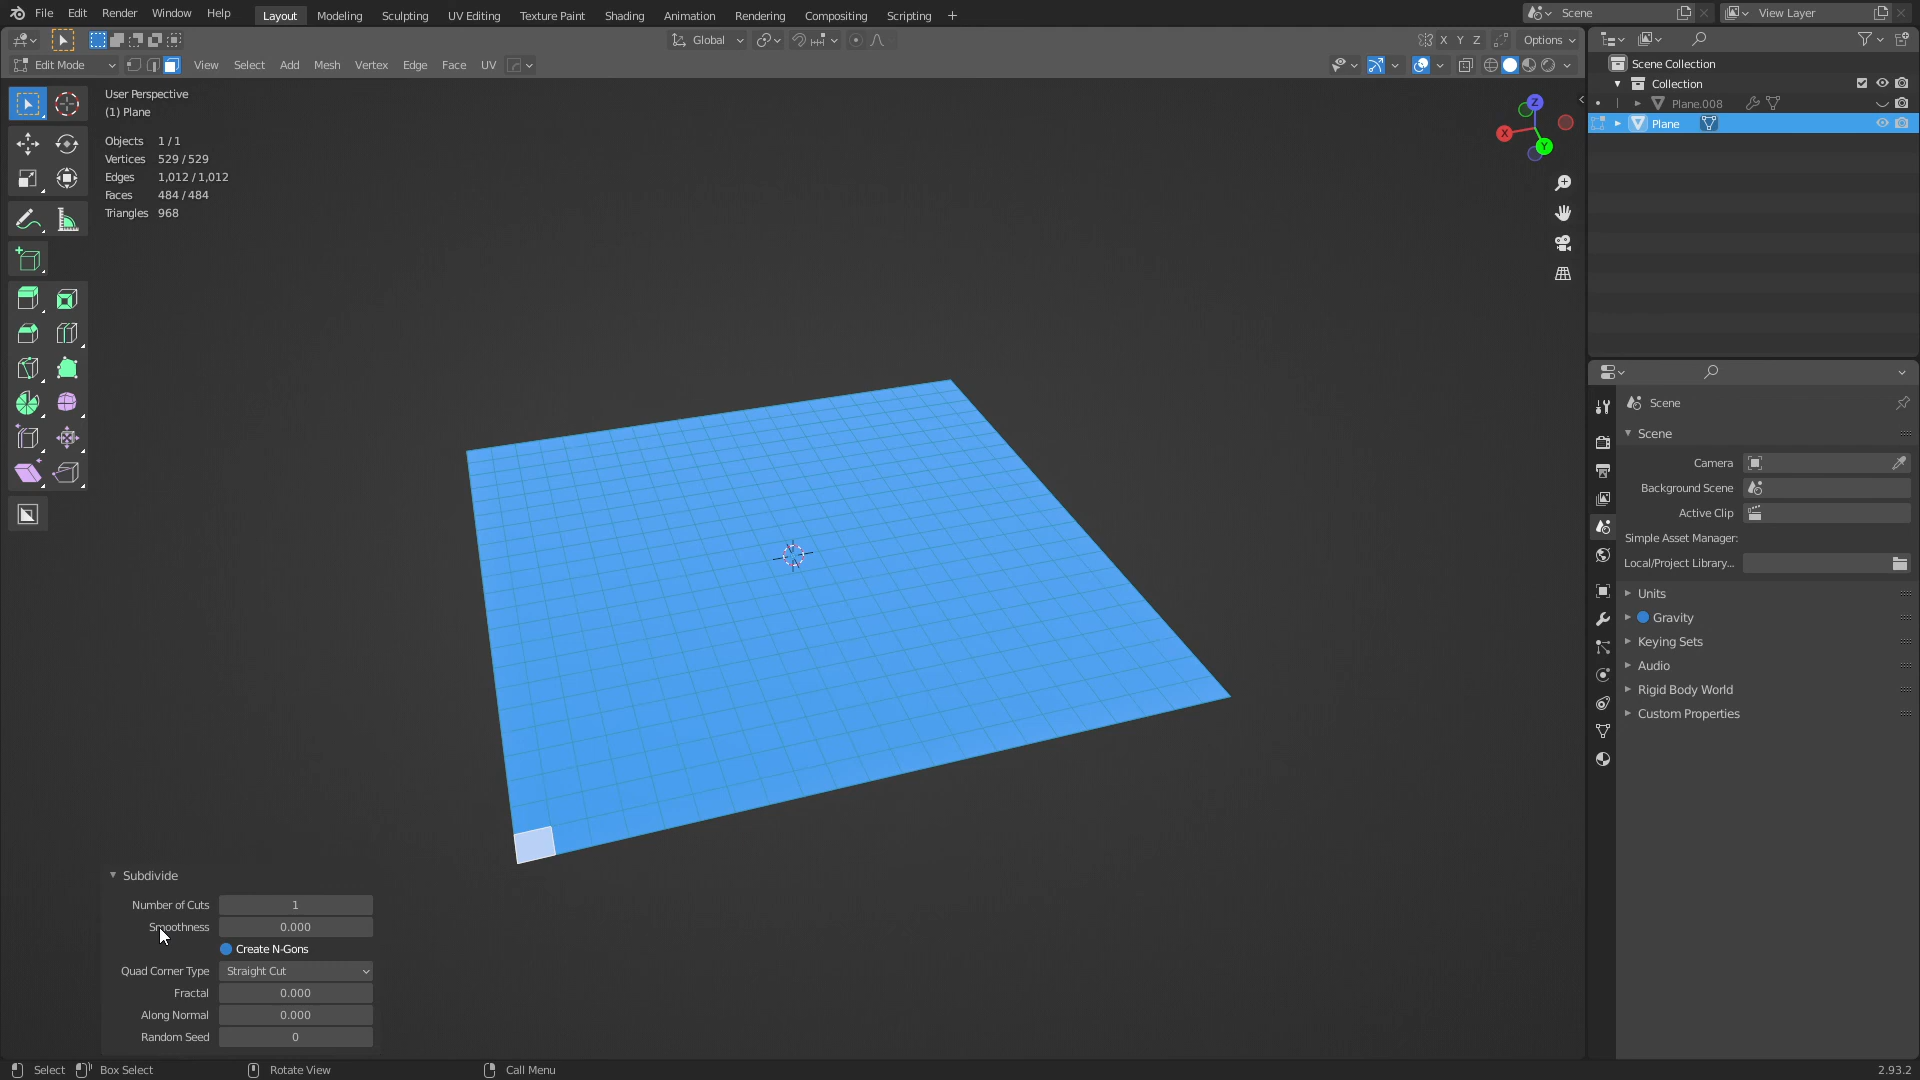 File Edit Render Window Help Layout Modeling Sculpting UV Editing Texture Paint Shading Animation Rendering Compositing Scripting + Scene View Layer
Global X Y Z Options
Edit Mode View Select Add Mesh Vertex Edge Face UV
User Perspective
(1) Plane
Objects 1 / 1
Vertices 529 / 529
Edges 1,012 / 1,012
Faces 484 / 484
Triangles 968
Z
X
Y
Scene Collection
Collection
Plane.008
Plane
Scene
Scene
Camera
Background Scene
Active Clip
Simple Asset Manager:
Local/Project Library...
Units
Gravity
Keying Sets
Audio
Rigid Body World
Custom Properties
Subdivide
Number of Cuts 1
Smoothness 0.000
Create N-Gons
Quad Corner Type Straight Cut
Fractal 0.000
Along Normal 0.000
Random Seed 0
Select Box Select Rotate View Call Menu 2.93.2